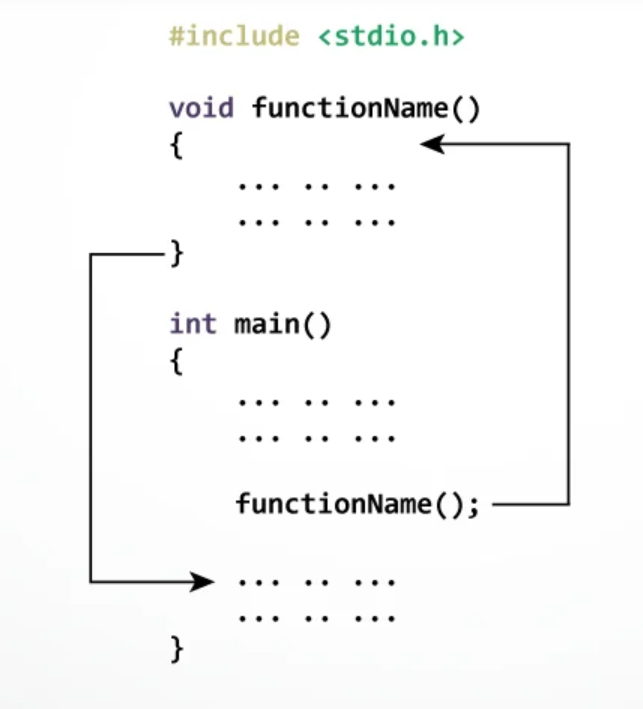 #include <stdio.h>
void functionName()
{
... .. ...
... .. ...
}
int main()
{
... .. ...
... .. ...
functionName();
... .. ...
... .. ...
}